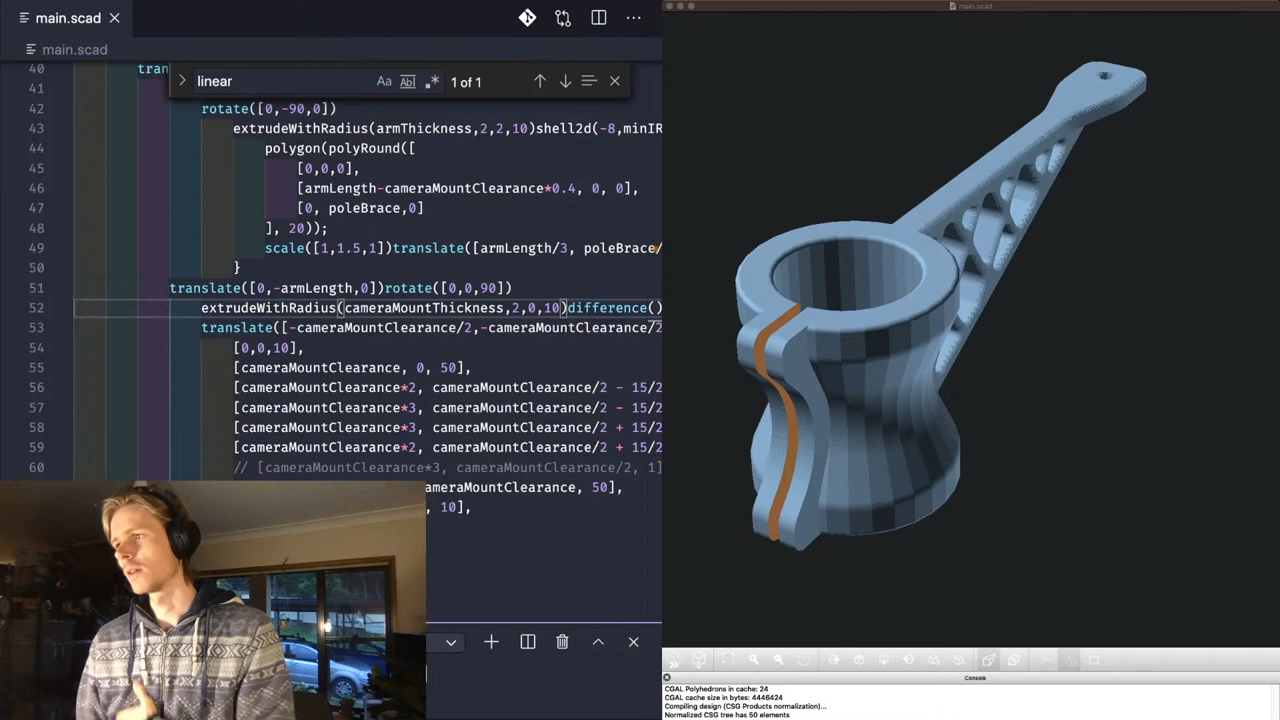 main.scad
main.scad
main.scad
linear
Aa
ab
.*
1 of 1
40 tran
41
42 rotate([0,-90,0])
43 extrudeWithRadius(armThickness,2,2,10)shell2d(-8,minIR
44 polygon(polyRound([
45 [0,0,0],
46 [armLength-cameraMountClearance*0.4, 0, 0],
47 [0, poleBrace,0]
48 ], 20));
49 scale([1,1.5,1])translate([armLength/3, poleBrace/
50 }
51 translate([0,-armLength,0])rotate([0,0,90])
52 extrudeWithRadius(cameraMountThickness,2,0,10)difference()
53 translate([-cameraMountClearance/2,-cameraMountClearance/2
54 [0,0,10],
55 [cameraMountClearance, 0, 50],
56 [cameraMountClearance*2, cameraMountClearance/2 - 15/2
57 [cameraMountClearance*3, cameraMountClearance/2 - 15/2
58 [cameraMountClearance*3, cameraMountClearance/2 + 15/2
59 [cameraMountClearance*2, cameraMountClearance/2 + 15/2
60 // [cameraMountClearance*3, cameraMountClearance/2, 1]
cameraMountClearance, 50],
, 10],
Console
CGAL Polyhedrons in cache: 24
CGAL cache size in bytes: 4446424
Compiling design (CSG Products normalization)...
Normalized CSG tree has 50 elements